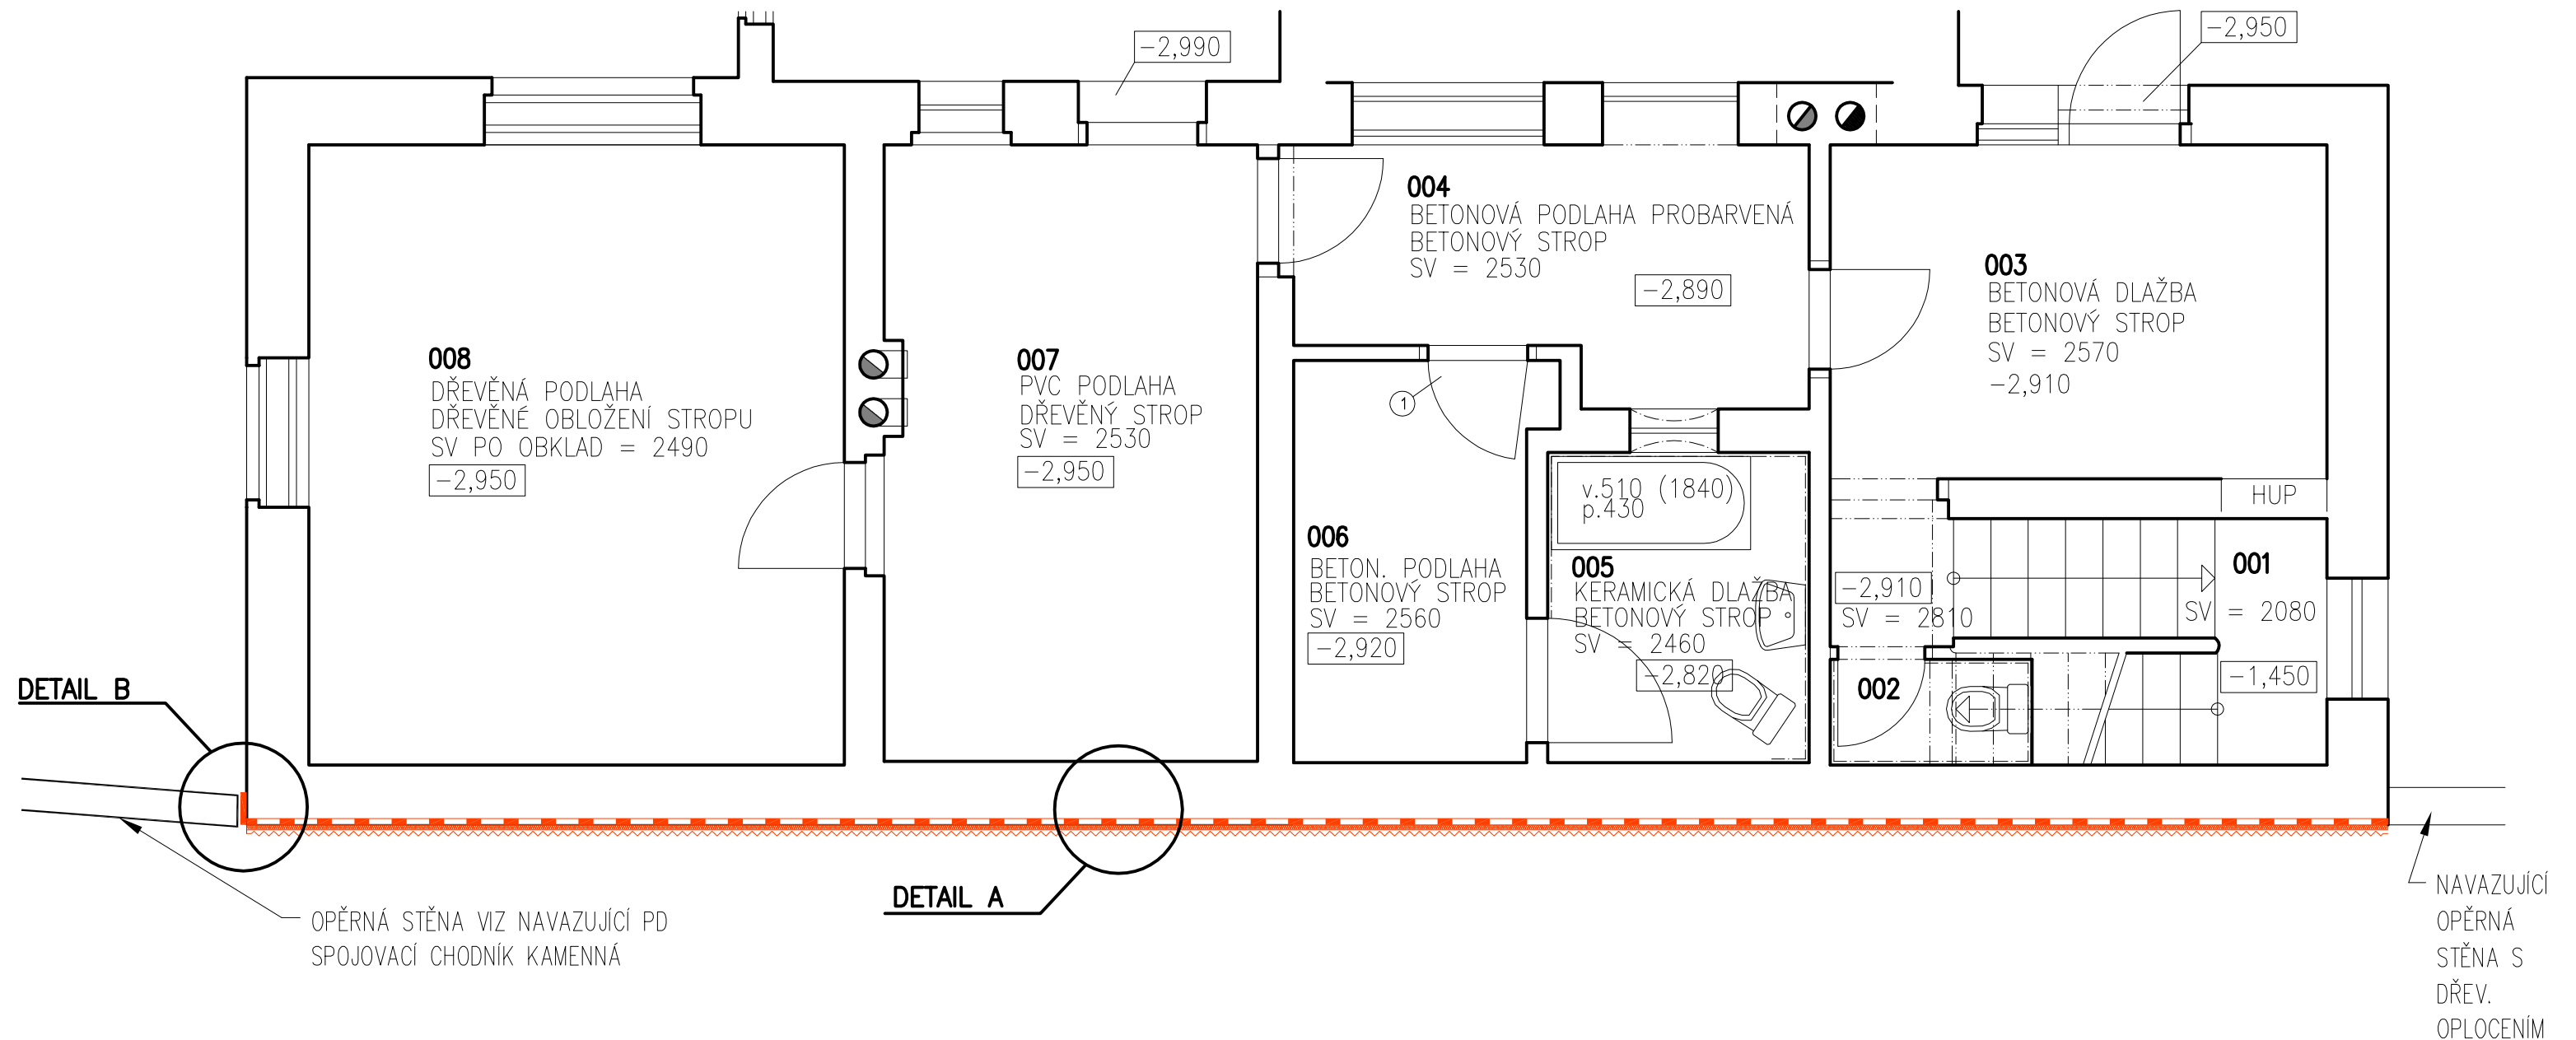 −2,990
−2,950
004
BETONOVÁ PODLAHA PROBARVENÁ
BETONOVÝ STROP
SV = 2530
−2,890
003
BETONOVÁ DLAŽBA
BETONOVÝ STROP
SV = 2570
−2,910
008
DŘEVĚNÁ PODLAHA
DŘEVĚNÉ OBLOŽENÍ STROPU
SV PO OBKLAD = 2490
−2,950
007
PVC PODLAHA
DŘEVĚNÝ STROP
SV = 2530
−2,950
1
v.510 (1840)
p.430
HUP
006
BETON. PODLAHA
BETONOVÝ STROP
SV = 2560
−2,920
005
KERAMICKÁ DLAŽBA
BETONOVÝ STROP
SV = 2460
−2,820
−2,910
SV = 2810
001
SV = 2080
−1,450
002
DETAIL B
DETAIL A
OPĚRNÁ STĚNA VIZ NAVAZUJÍCÍ PD
SPOJOVACÍ CHODNÍK KAMENNÁ
NAVAZUJÍCÍ
OPĚRNÁ
STĚNA S
DŘEV.
OPLOCENÍM